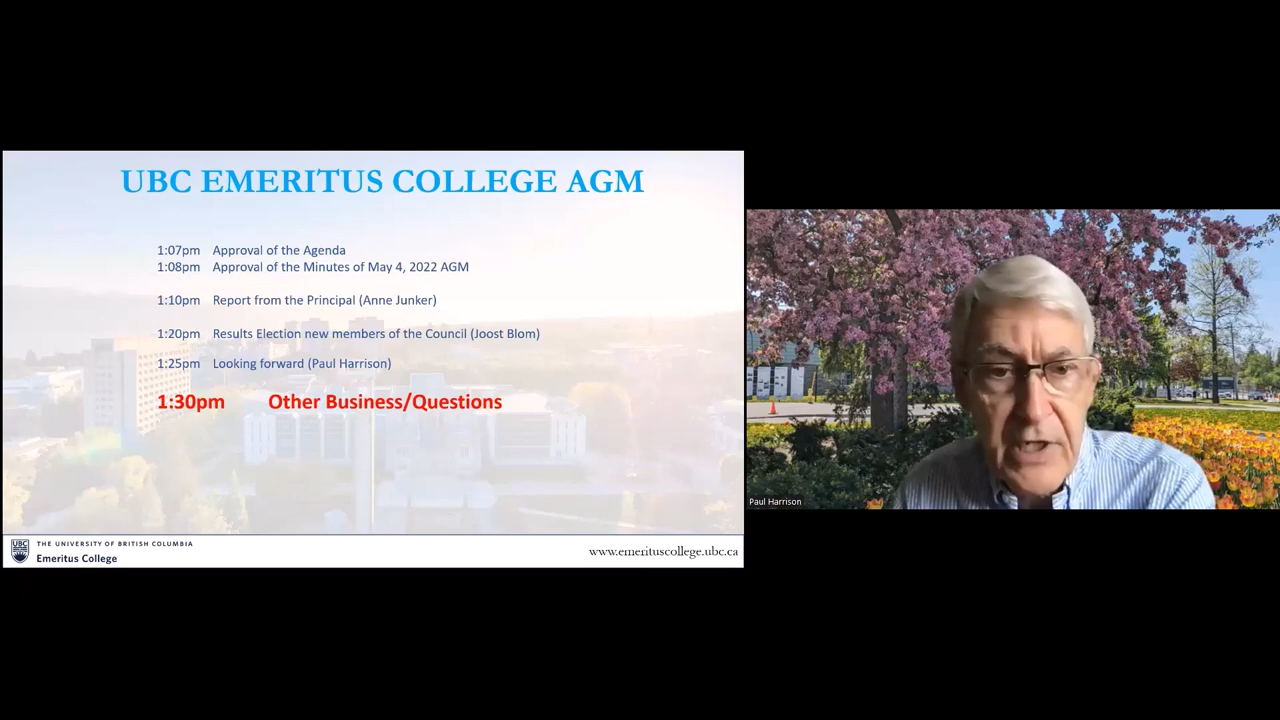 UBC EMERITUS COLLEGE AGM
1:07pm Approval of the Agenda
1:08pm Approval of the Minutes of May 4, 2022 AGM
1:10pm Report from the Principal (Anne Junker)
1:20pm Results Election new members of the Council (Joost Blom)
1:25pm Looking forward (Paul Harrison)
1:30pm Other Business/Questions
UBC
THE UNIVERSITY OF BRITISH COLUMBIA
Emeritus College
www.emerituscollege.ubc.ca
Paul Harrison